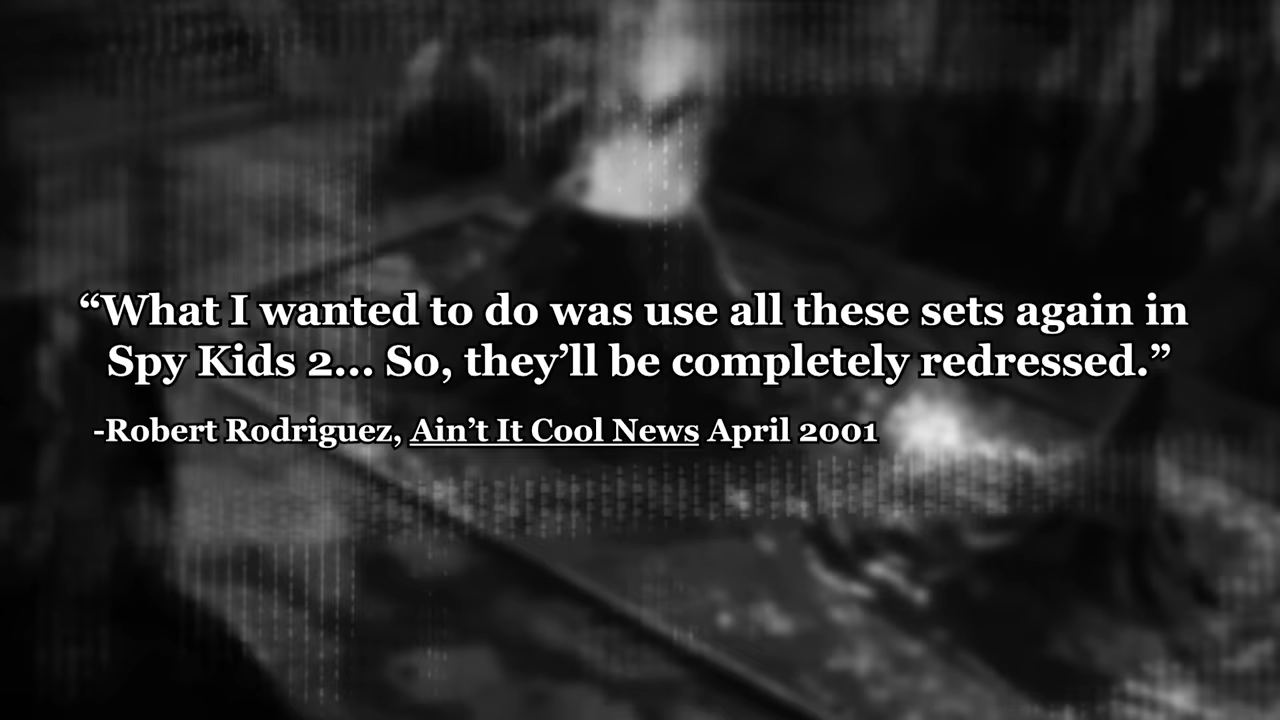 “What I wanted to do was use all these sets again in
Spy Kids 2... So, they’ll be completely redressed.”
-Robert Rodriguez, Ain’t It Cool News April 2001